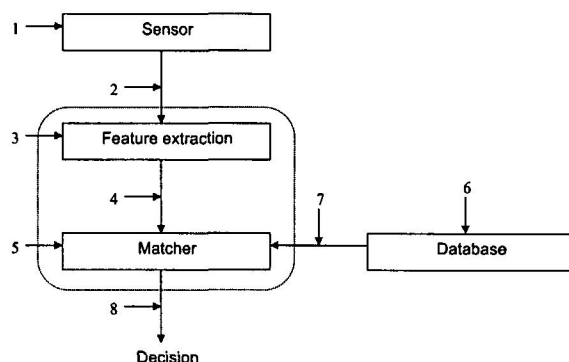 1
Sensor
2
3
Feature extraction
4
7
6
5
Matcher
Database
8
Decision